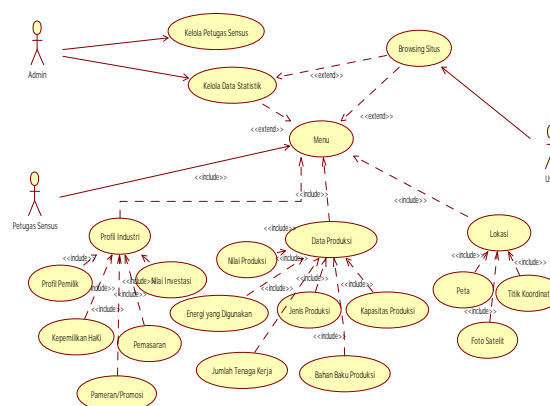 Kelola Petugas Sensus
Browsing Situs
Admin
<<extend>>
Kelola Data Statistik
<<extend>>
<<extend>>
Menu
<<include>>
Petugas Sensus
<<include>>
<<include>>
Lokasi
<<include>>
Profil Industri
Data Produksi
<<include>>
<<include>>
<<include>>
Nilai Produksi
<<include>>
Profil Pemilik
Nilai Investasi
<<include>>
Peta
Titik Koordinat
Energi yang Digunakan
Jenis Produksi
Kapasitas Produksi
<<include>>
Kepemilikan HaKi
Pemasaran
Foto Satelit
Jumlah Tenaga Kerja
Bahan Baku Produksi
Pameran/Promosi